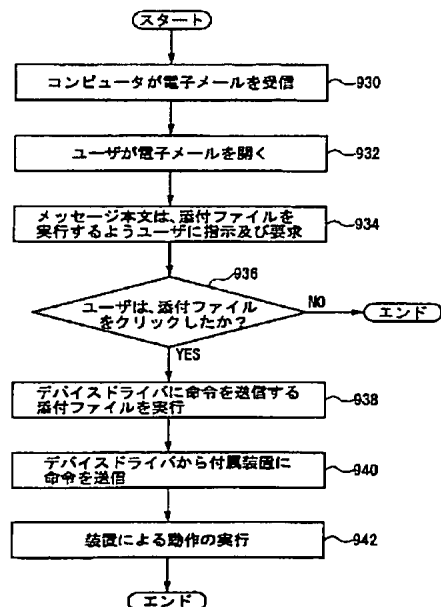 スタート
コンピュータが電子メールを受信
930
ユーザが電子メールを開く
932
メッセージ本文は、添付ファイルを
実行するようユーザに指示及び要求
934
936
ユーザは、添付ファイル
をクリックしたか?
NO
エンド
YES
デバイスドライバに命令を送信する
添付ファイルを実行
938
デバイスドライバから付属装置に
命令を送信
940
装置による動作の実行
942
エンド